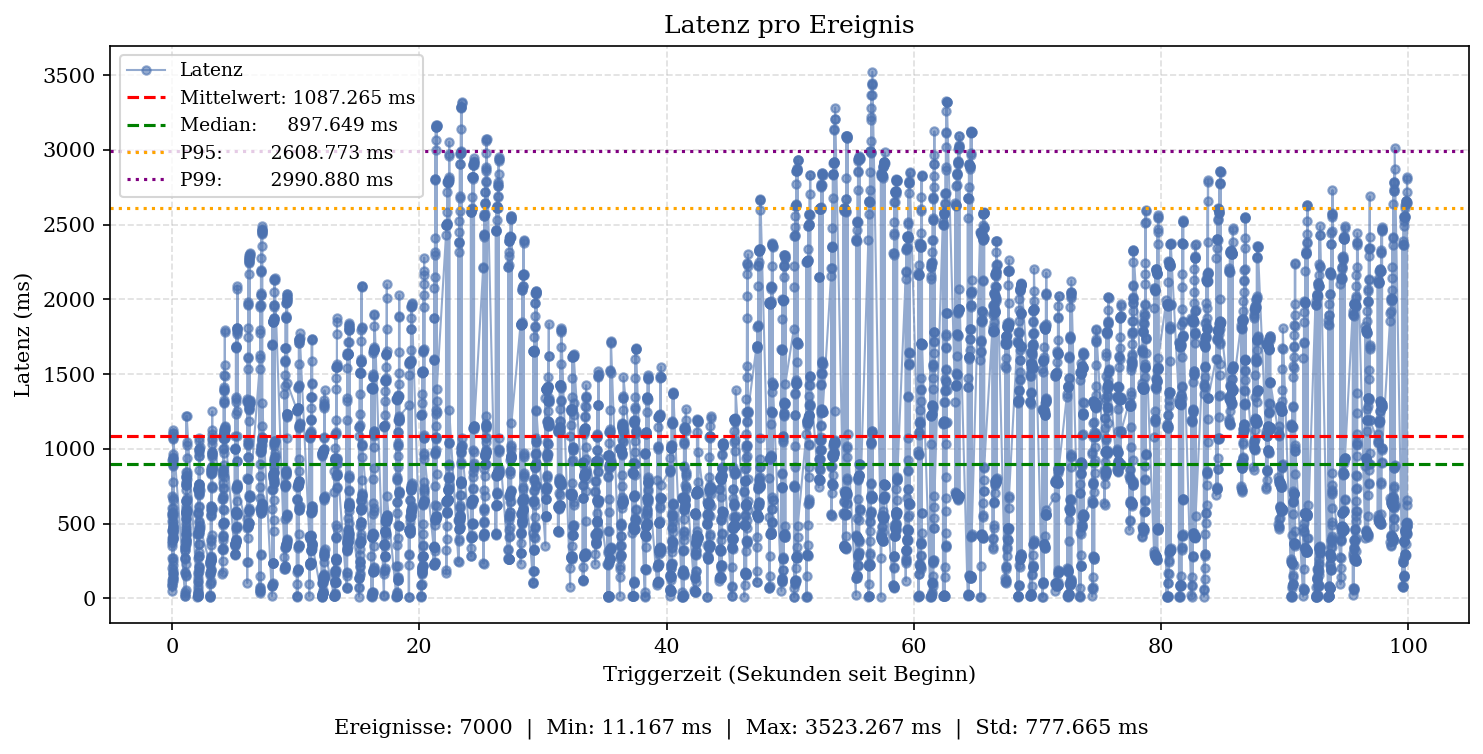 Latenz pro Ereignis
Latenz
Mittelwert: 1087.265 ms
Median: 897.649 ms
P95: 2608.773 ms
P99: 2990.880 ms
Latenz (ms)
3500
3000
2500
2000
1500
1000
500
0
0 20 40 60 80 100
Triggerzeit (Sekunden seit Beginn)
Ereignisse: 7000 | Min: 11.167 ms | Max: 3523.267 ms | Std: 777.665 ms